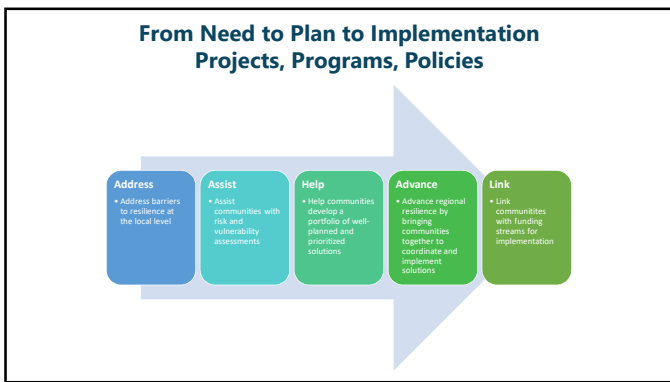 From Need to Plan to Implementation
Projects, Programs, Policies
Address
• Address barriers
to resilience at
the local level
Assist
• Assist
communities with
risk and
vulnerability
assessments
Help
• Help communities
develop a
portfolio of well-
planned and
prioritized
solutions
Advance
• Advance regional
resilience by
bringing
communities
together to
coordinate and
implement
solutions
Link
• Link
communitites
with funding
streams for
implementation